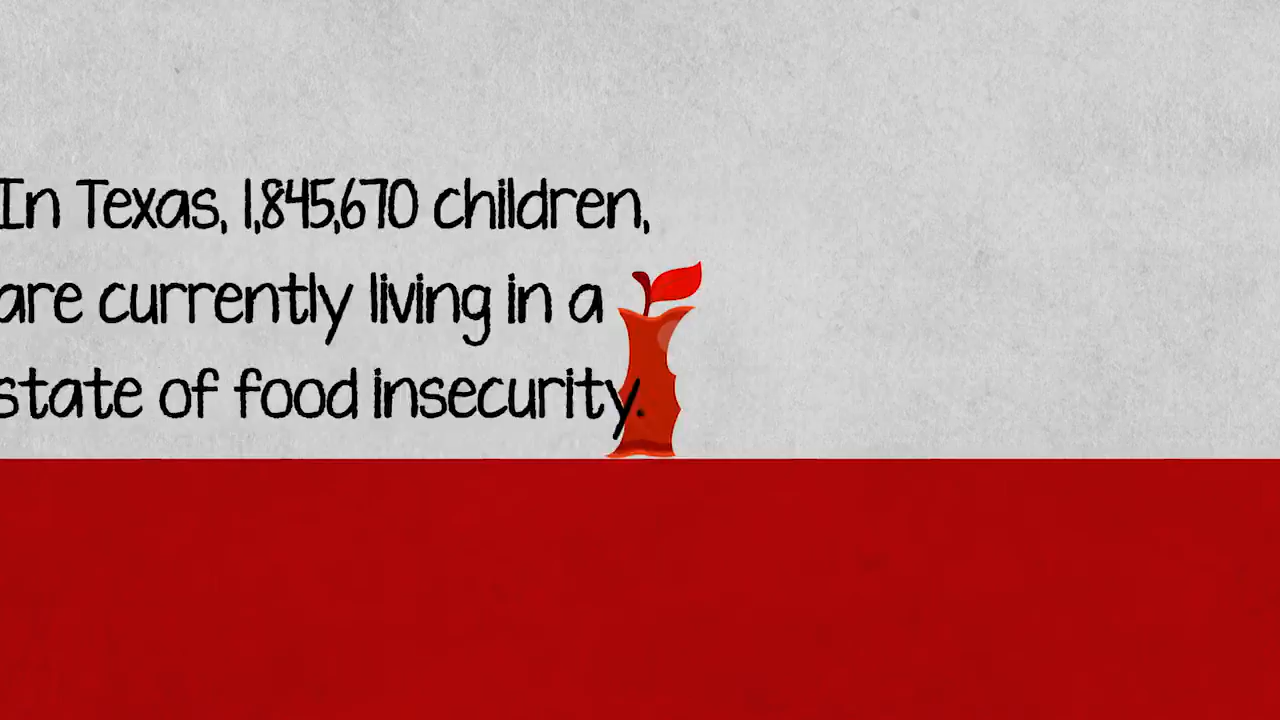 In Texas, 1,845,670 children,
are currently living in a
state of food insecurity.